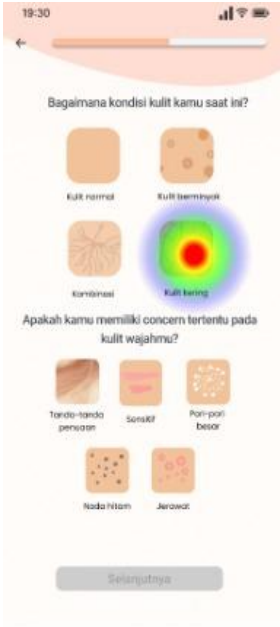 19:30
Bagaimana kondisi kulit kamu saat ini?
Kulit normal
Kulit berminyak
Kombinasi
Kulit kering
Apakah kamu memiliki concern tertentu pada
kulit wajahmu?
Tanda-tanda
penuaan
Sensitif
Pori-pori
besar
Noda hitam
Jerawat
Selanjutnya